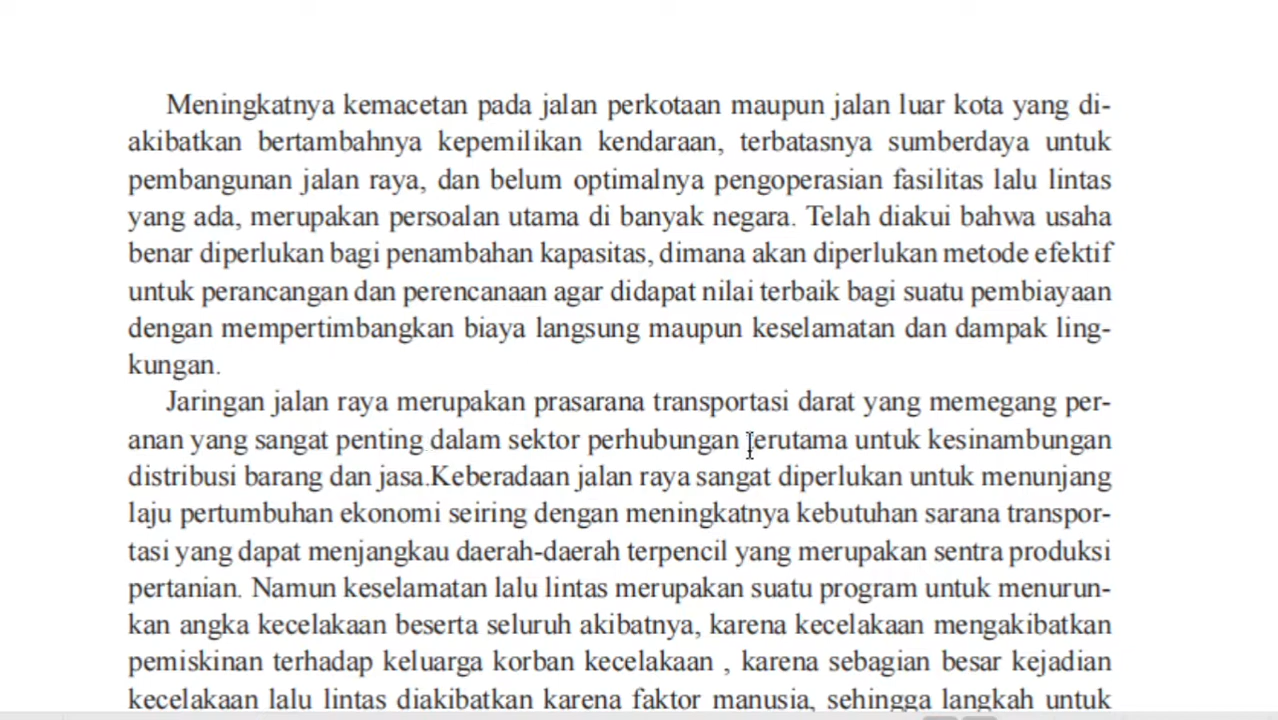 Meningkatnya kemacetan pada jalan perkotaan maupun jalan luar kota yang di-
akibatkan bertambahnya kepemilikan kendaraan, terbatasnya sumberdaya untuk
pembangunan jalan raya, dan belum optimalnya pengoperasian fasilitas lalu lintas
yang ada, merupakan persoalan utama di banyak negara. Telah diakui bahwa usaha
benar diperlukan bagi penambahan kapasitas, dimana akan diperlukan metode efektif
untuk perancangan dan perencanaan agar didapat nilai terbaik bagi suatu pembiayaan
dengan mempertimbangkan biaya langsung maupun keselamatan dan dampak ling-
kungan.
Jaringan jalan raya merupakan prasarana transportasi darat yang memegang per-
anan yang sangat penting dalam sektor perhubungan terutama untuk kesinambungan
distribusi barang dan jasa.Keberadaan jalan raya sangat diperlukan untuk menunjang
laju pertumbuhan ekonomi seiring dengan meningkatnya kebutuhan sarana transpor-
tasi yang dapat menjangkau daerah-daerah terpencil yang merupakan sentra produksi
pertanian. Namun keselamatan lalu lintas merupakan suatu program untuk menurun-
kan angka kecelakaan beserta seluruh akibatnya, karena kecelakaan mengakibatkan
pemiskinan terhadap keluarga korban kecelakaan , karena sebagian besar kejadian
kecelakaan lalu lintas diakibatkan karena faktor manusia, sehingga langkah untuk